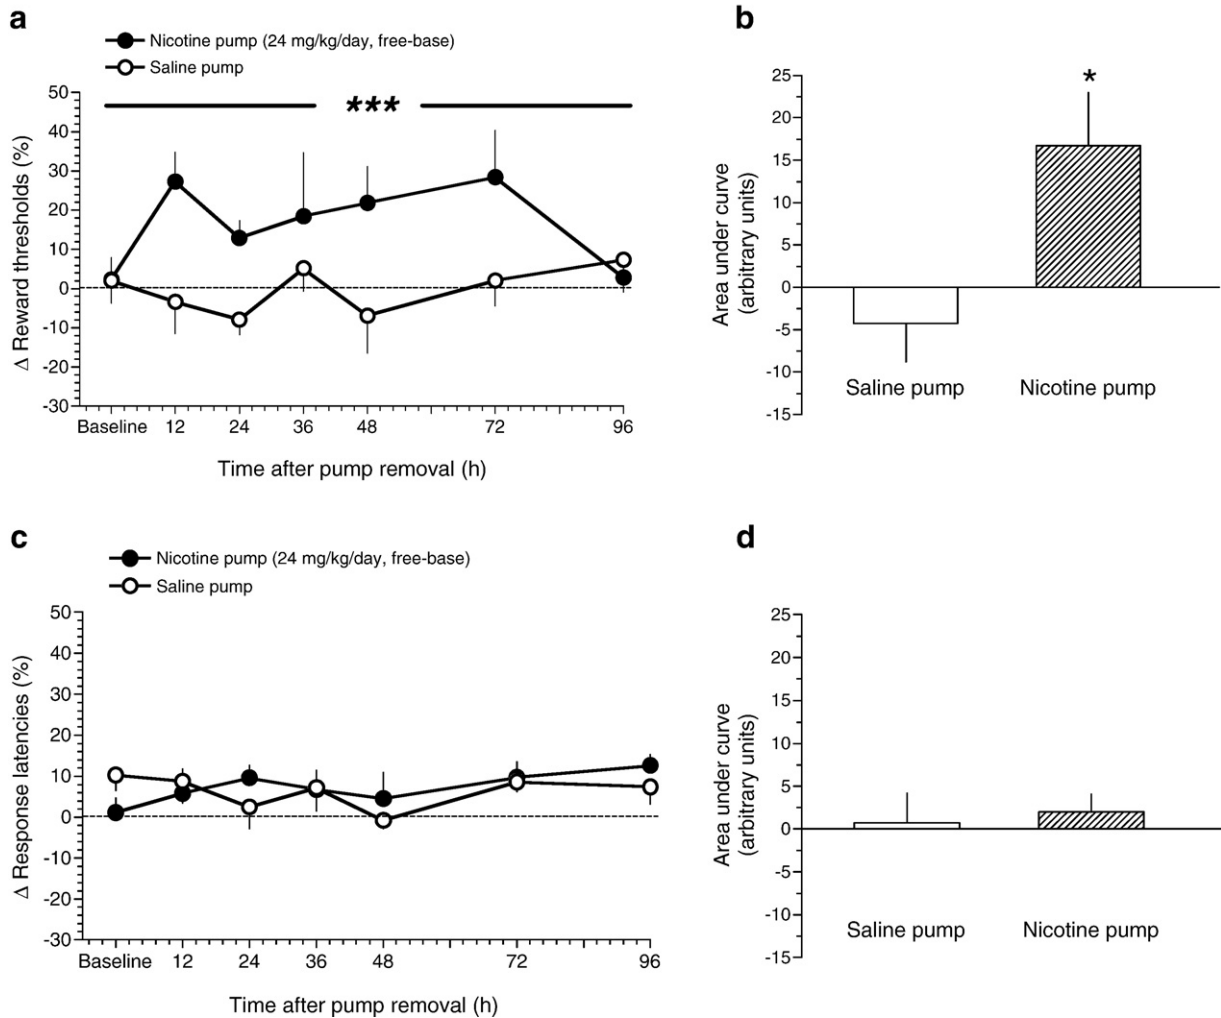 a
Nicotine pump (24 mg/kg/day, free-base)
Saline pump
***
Δ Reward thresholds (%)
50
40
30
20
10
0
-10
-20
-30
Baseline 12 24 36 48 72 96
Time after pump removal (h)
b
*
Area under curve
(arbitrary units)
25
20
15
10
5
0
-5
-10
-15
Saline pump Nicotine pump
c
Nicotine pump (24 mg/kg/day, free-base)
Saline pump
Δ Response latencies (%)
50
40
30
20
10
0
-10
-20
-30
Baseline 12 24 36 48 72 96
Time after pump removal (h)
d
Area under curve
(arbitrary units)
25
20
15
10
5
0
-5
-10
-15
Saline pump Nicotine pump